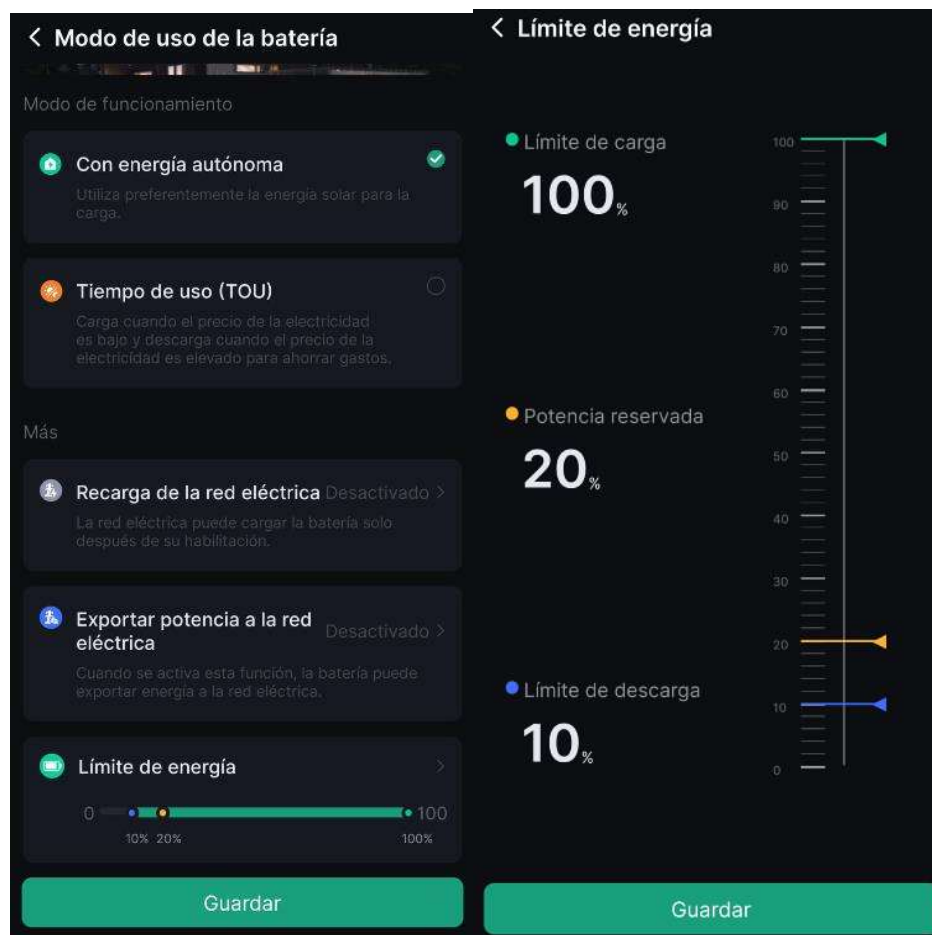 Modo de uso de la batería
Modo de funcionamiento
Con energía autónoma
Utiliza preferentemente la energía solar para la
carga.
Tiempo de uso (TOU)
Carga cuando el precio de la electricidad
es bajo y descarga cuando el precio de la
electricidad es elevado para ahorrar gastos.
Más
Recarga de la red eléctrica Desactivado
La red eléctrica puede cargar la batería solo
después de su habilitación.
Exportar potencia a la red
eléctrica
Desactivado
Cuando se activa esta función, la batería puede
exportar energía a la red eléctrica.
Límite de energía
0 100
10% 20% 100%
Guardar
Límite de energía
Límite de carga
100%
Potencia reservada
20%
Límite de descarga
10%
100
90
80
70
60
50
40
30
20
10
0
Guardar